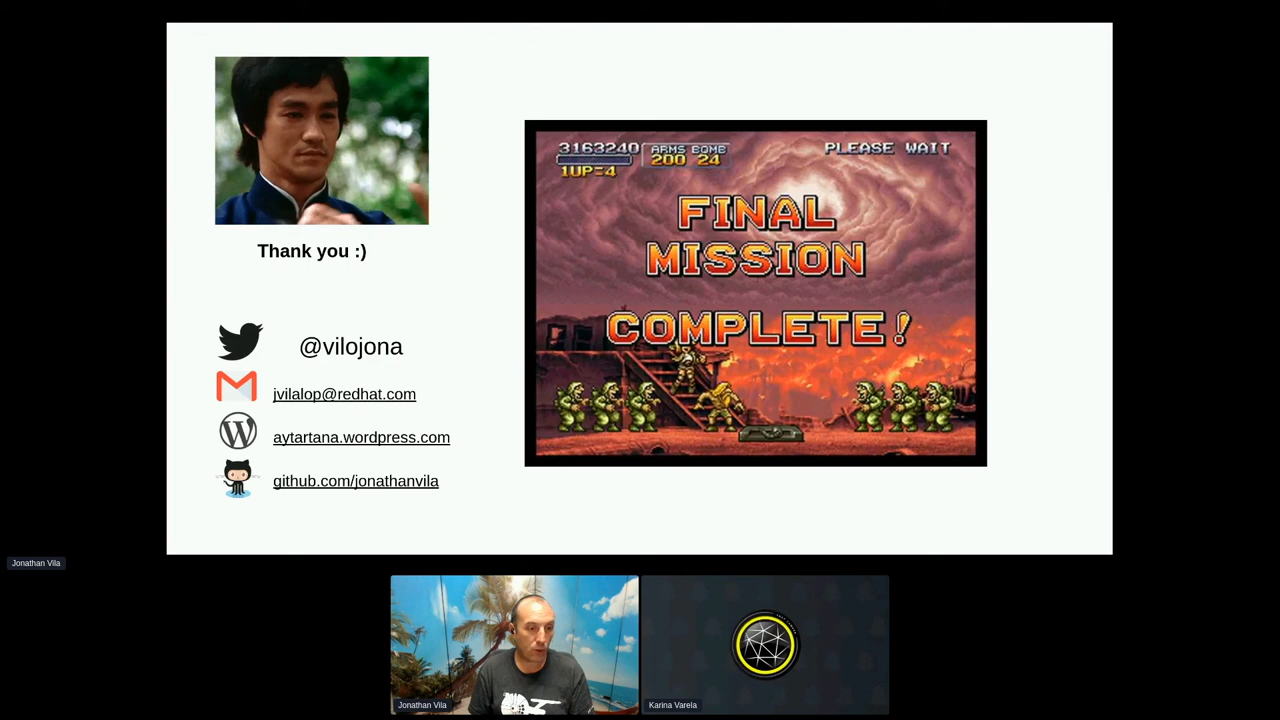 3163240
ARMS BOMB
200 24
1UP=4
PLEASE WAIT
FINAL
MISSION
COMPLETE!
Thank you :)
@vilojona
jvilalop@redhat.com
aytartana.wordpress.com
github.com/jonathanvila
Jonathan Vila
Jonathan Vila
Karina Varela